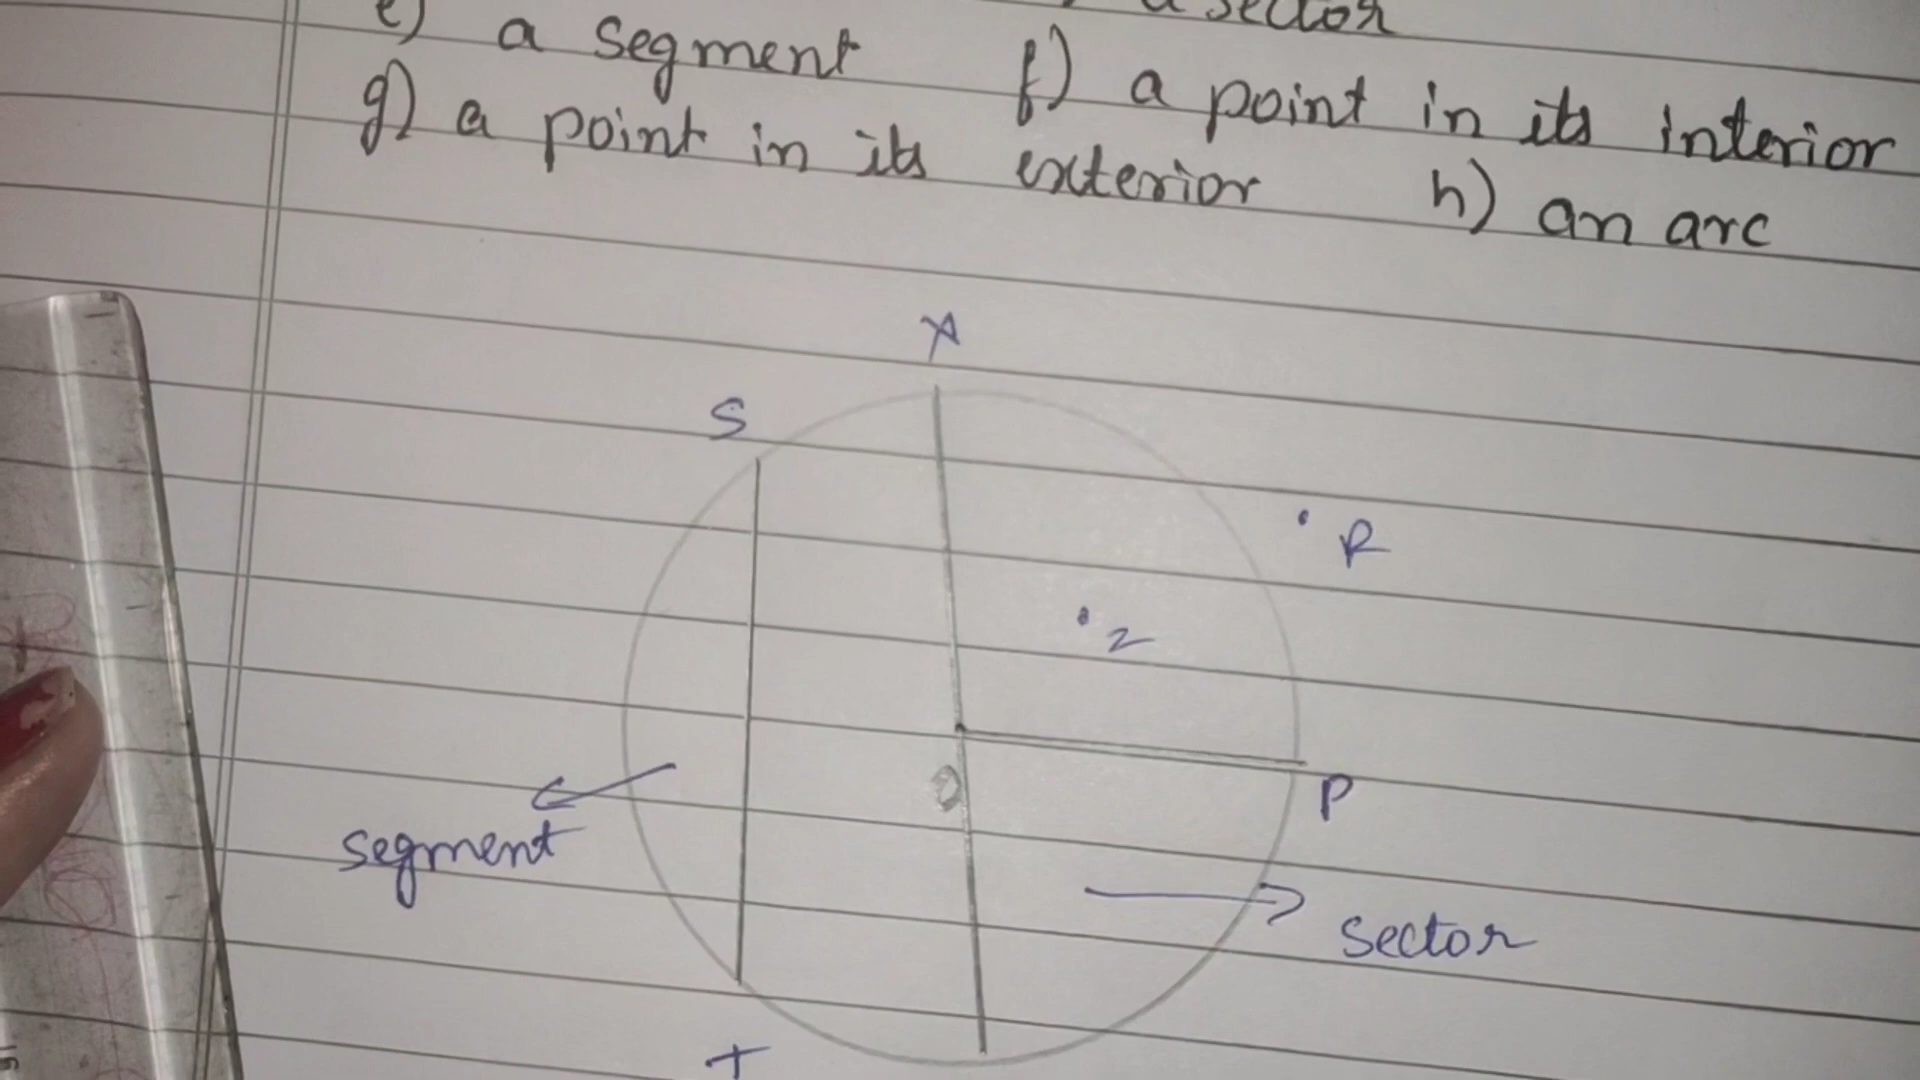 a sector
e) a segment f) a point in its interior
g) a point in its exterior h) an arc
X
S
R
Z
O
P
segment
sector
T